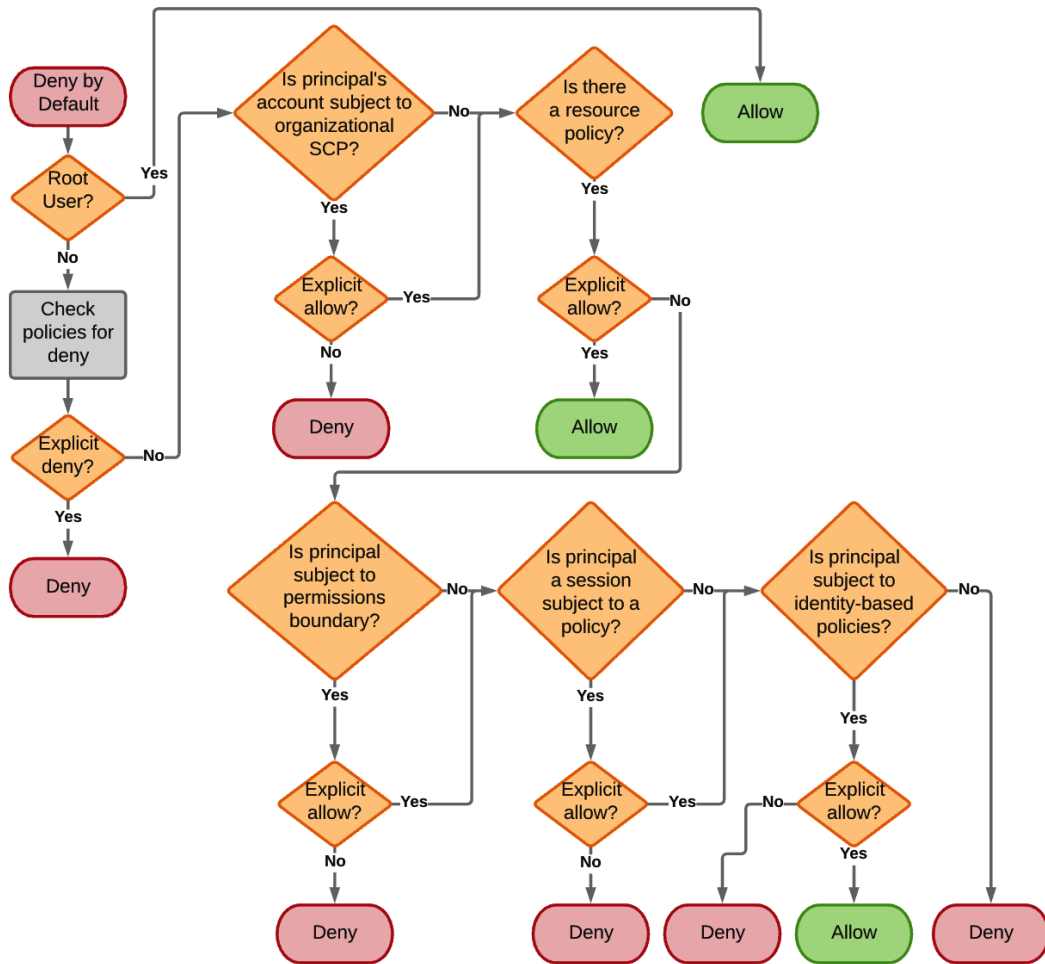 Deny by
Default
Root
User?
Yes
No
Check
policies for
deny
Explicit
deny?
No
Yes
Deny
Is principal's
account subject to
organizational
SCP?
No
Yes
Explicit
allow?
Yes
No
Deny
Is there
a resource
policy?
Yes
Explicit
allow?
No
Yes
Allow
Allow
Is principal
subject to
permissions
boundary?
No
Yes
Explicit
allow?
Yes
No
Deny
Is principal
a session
subject to a
policy?
No
Yes
Explicit
allow?
Yes
No
Deny
Is principal
subject to
identity-based
policies?
No
Yes
Explicit
allow?
No
Yes
Deny
Allow
Deny